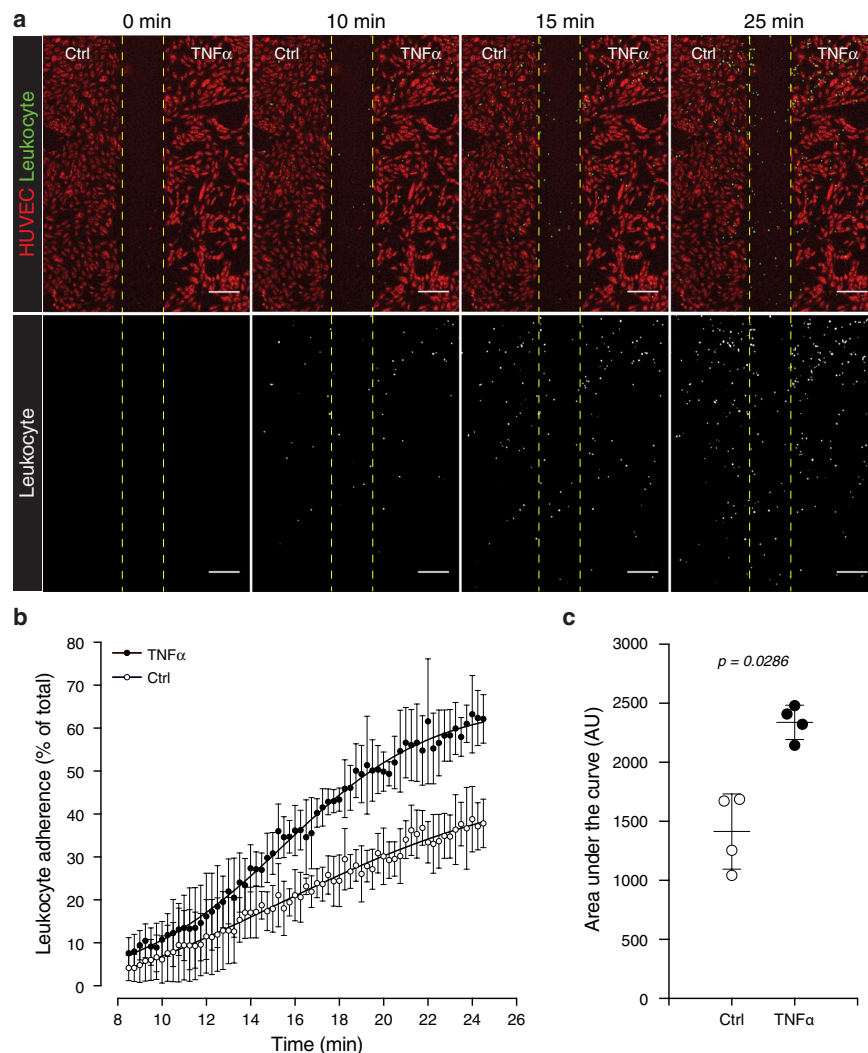 a
0 min 10 min 15 min 25 min
Ctrl TNFα Ctrl TNFα Ctrl TNFα Ctrl TNFα
HUVEC Leukocyte
Leukocyte
b
80
70
60
50
40
30
20
10
0
Leukocyte adherence (% of total)
TNFα
Ctrl
8 10 12 14 16 18 20 22 24 26
Time (min)
c
3000
2500
2000
1500
1000
500
0
Area under the curve (AU)
p = 0.0286
Ctrl TNFα